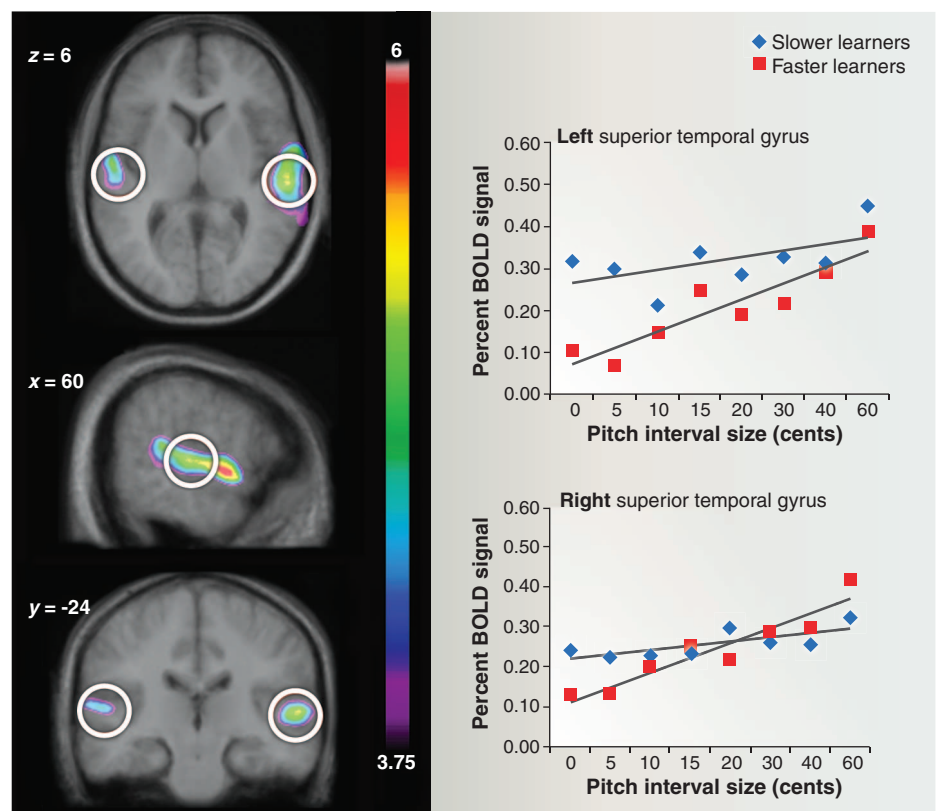 z = 6
6
x = 60
y = -24
3.75
Slower learners
Faster learners
Left superior temporal gyrus
Percent BOLD signal
0.60
0.50
0.40
0.30
0.20
0.10
0.00
0 5 10 15 20 30 40 60
Pitch interval size (cents)
Right superior temporal gyrus
Percent BOLD signal
0.60
0.50
0.40
0.30
0.20
0.10
0.00
0 5 10 15 20 30 40 60
Pitch interval size (cents)